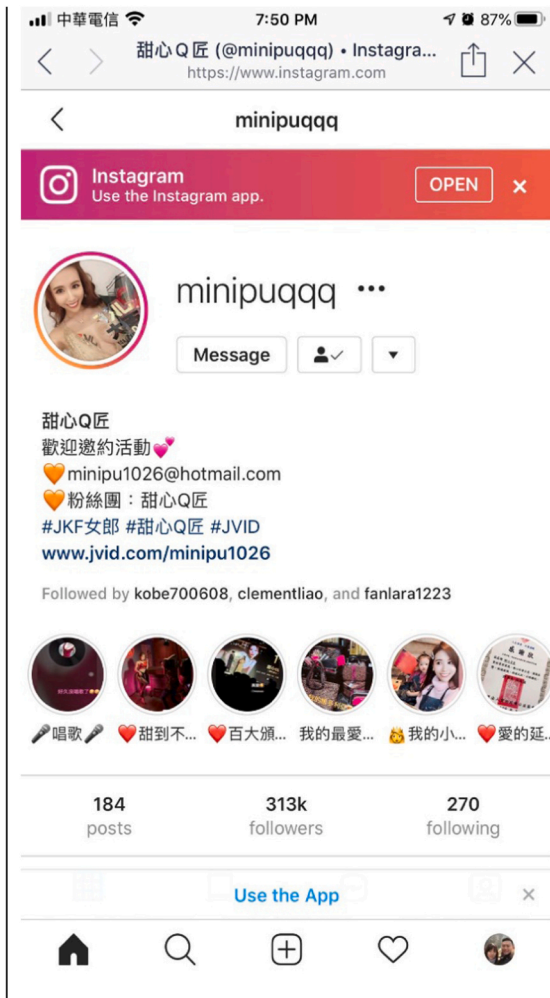 中華電信
7:50 PM
87%
甜心Q匠 (@minipuqqq) • Instagra...
https://www.instagram.com
minipuqqq
Instagram
Use the Instagram app.
OPEN
minipuqqq
Message
甜心Q匠
歡迎邀約活動💕
🧡minipu1026@hotmail.com
🧡粉絲團：甜心Q匠
#JKF女郎 #甜心Q匠 #JVID
www.jvid.com/minipu1026
Followed by kobe700608, clementliao, and fanlara1223
感謝狀
🎤唱歌🎤 ❤️甜到不... ❤️百大頒... 我的最愛... 我的小... ❤️愛的延...
184 313k 270
posts followers following
Use the App